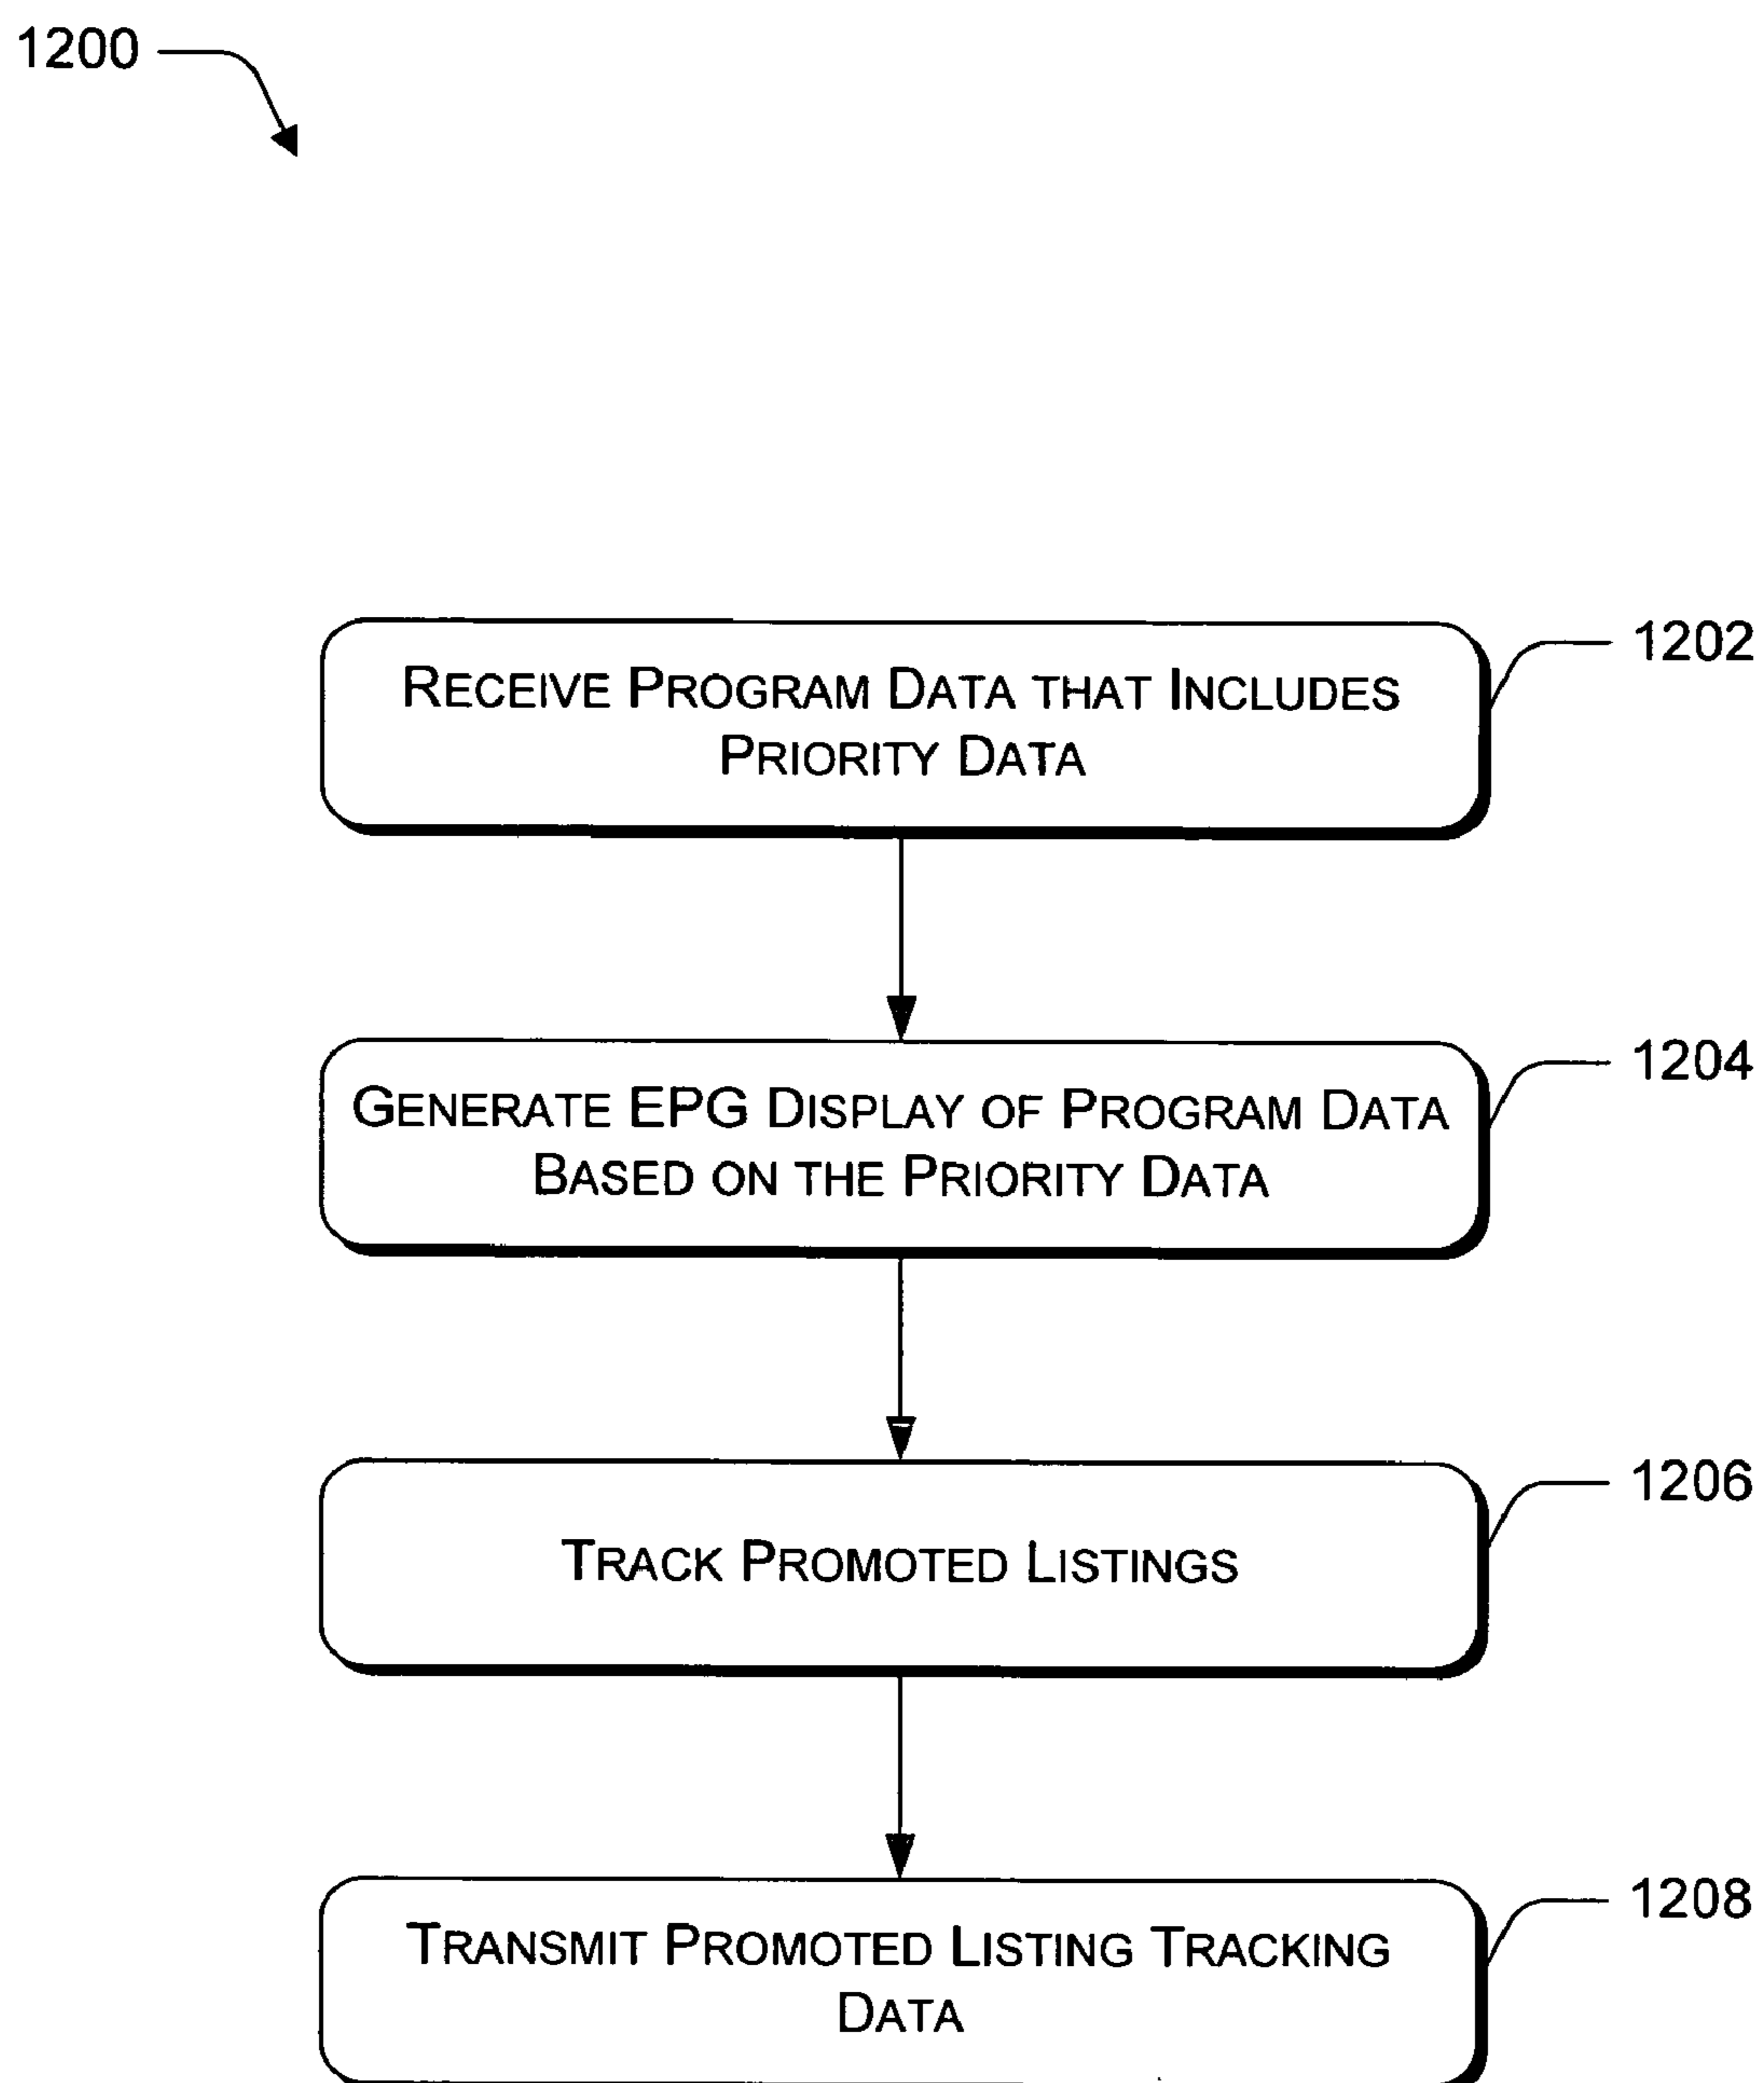 1200
RECEIVE PROGRAM DATA THAT INCLUDES
PRIORITY DATA
1202
GENERATE EPG DISPLAY OF PROGRAM DATA
BASED ON THE PRIORITY DATA
1204
TRACK PROMOTED LISTINGS
1206
TRANSMIT PROMOTED LISTING TRACKING
DATA
1208